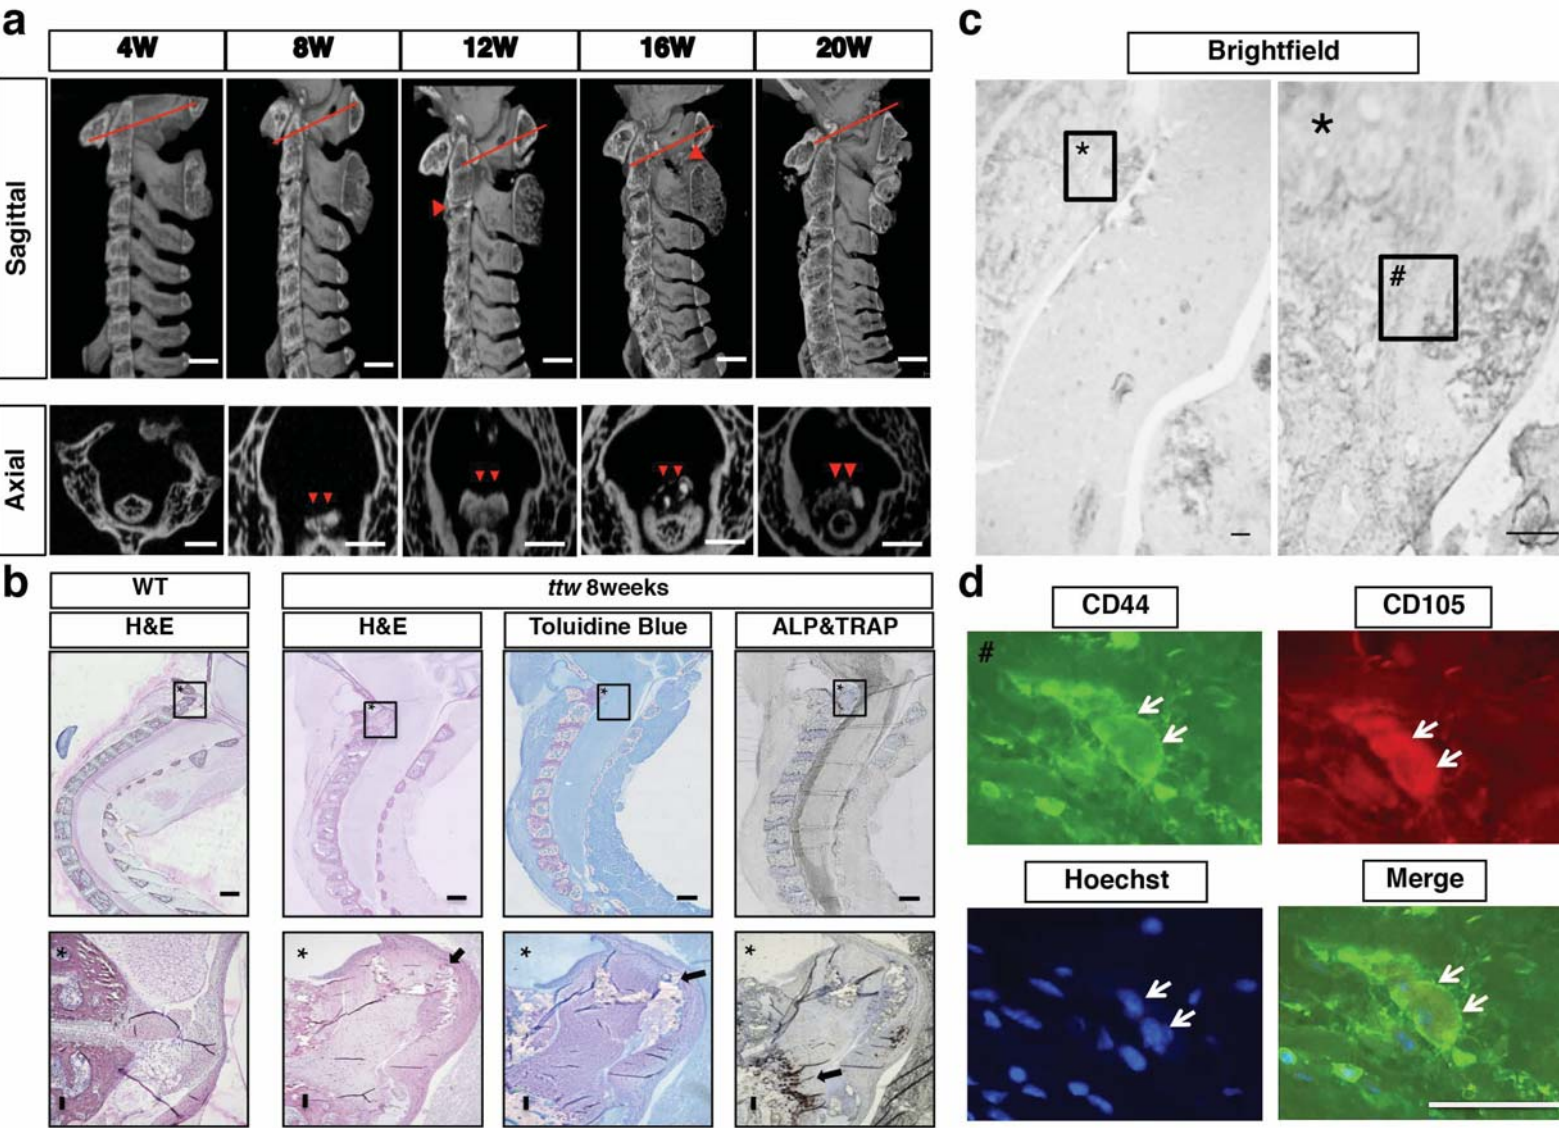 a
4W 8W 12W 16W 20W
Sagittal
Axial
b
WT
ttw 8weeks
H&E
H&E
Toluidine Blue
ALP&TRAP
*
*
*
*
*
*
*
*
c
Brightfield
*
#
*
d
CD44
CD105
#
Hoechst
Merge